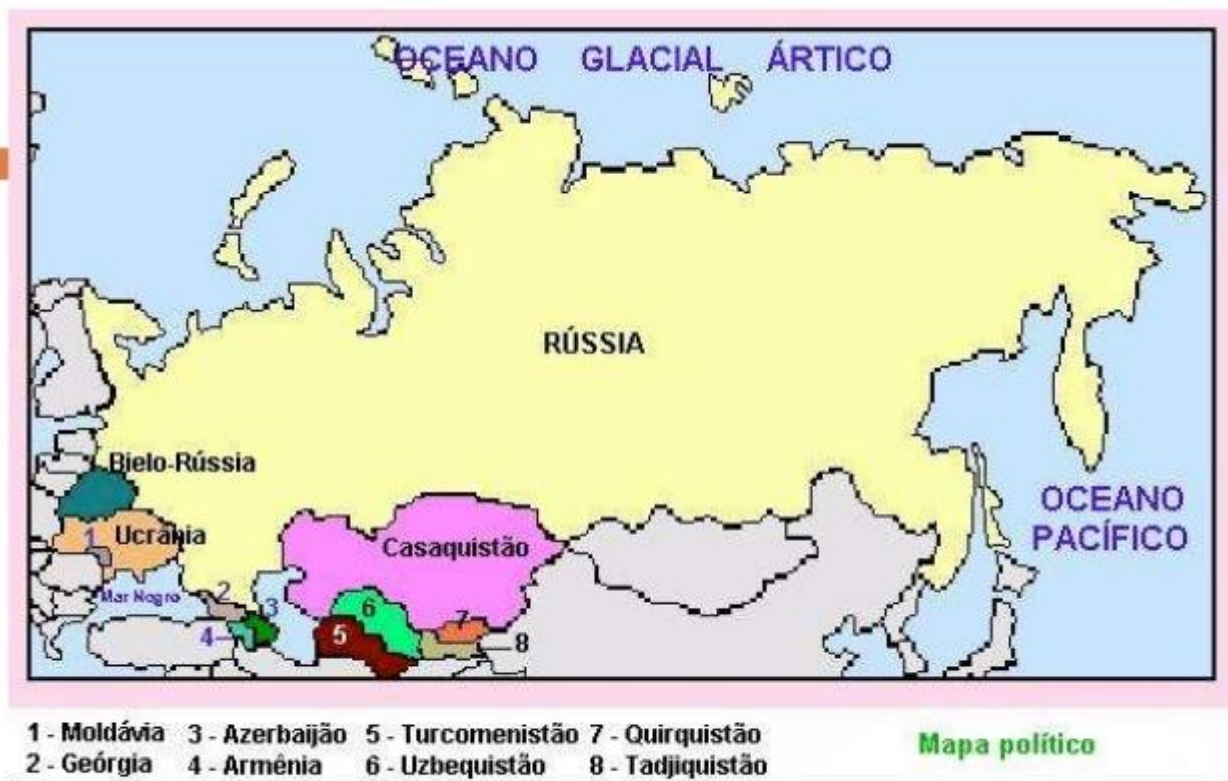 OCEANO GLACIAL ÁRTICO
RÚSSIA
Bielo-Rússia
OCEANO
PACÍFICO
1 Ucrânia
Casaquistão
Mar Negro
2
3
6
7
4
5
8
1 - Moldávia 3 - Azerbaijão 5 - Turcomenistão 7 - Quirquistão
2 - Geórgia 4 - Armênia 6 - Uzbequistão 8 - Tadjiquistão
Mapa político